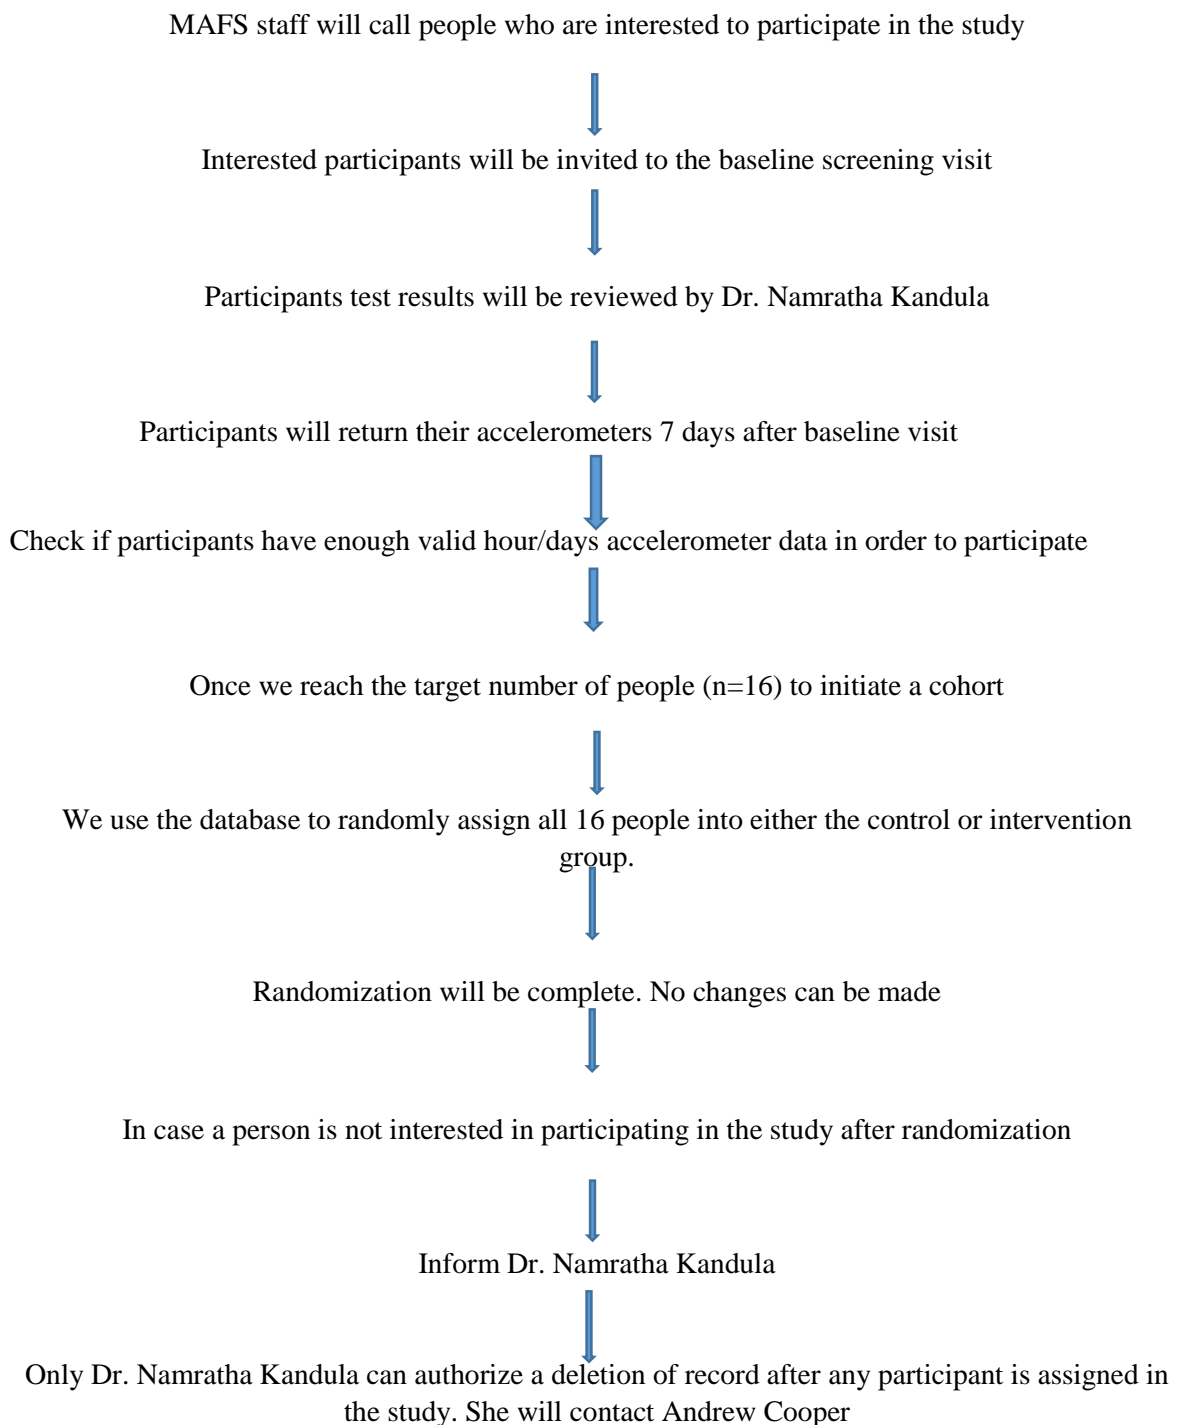 MAFS staff will call people who are interested to participate in the study
Interested participants will be invited to the baseline screening visit
Participants test results will be reviewed by Dr. Namratha Kandula
Participants will return their accelerometers 7 days after baseline visit
Check if participants have enough valid hour/days accelerometer data in order to participate
Once we reach the target number of people (n=16) to initiate a cohort
We use the database to randomly assign all 16 people into either the control or intervention
group.
Randomization will be complete. No changes can be made
In case a person is not interested in participating in the study after randomization
Inform Dr. Namratha Kandula
Only Dr. Namratha Kandula can authorize a deletion of record after any participant is assigned in
the study. She will contact Andrew Cooper